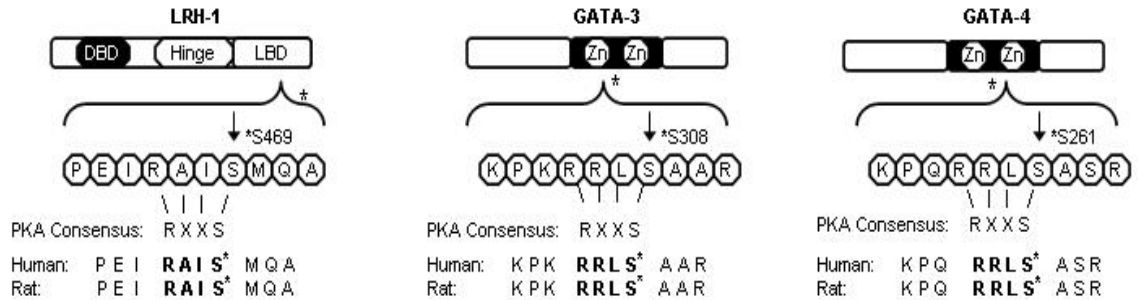 LRH-1 GATA-3 GATA-4
DBD Hinge LBD Zn Zn Zn Zn
* * *
*S469 *S308 *S261
P E I R A I S M Q A K P K R R L S A A R K P Q R R L S A S R
PKA Consensus: R X X S PKA Consensus: R X X S PKA Consensus: R X X S
Human: P E I R A I S* M Q A Human: K P K R R L S* A A R Human: K P Q R R L S* A S R
Rat: P E I R A I S* M Q A Rat: K P K R R L S* A A R Rat: K P Q R R L S* A S R